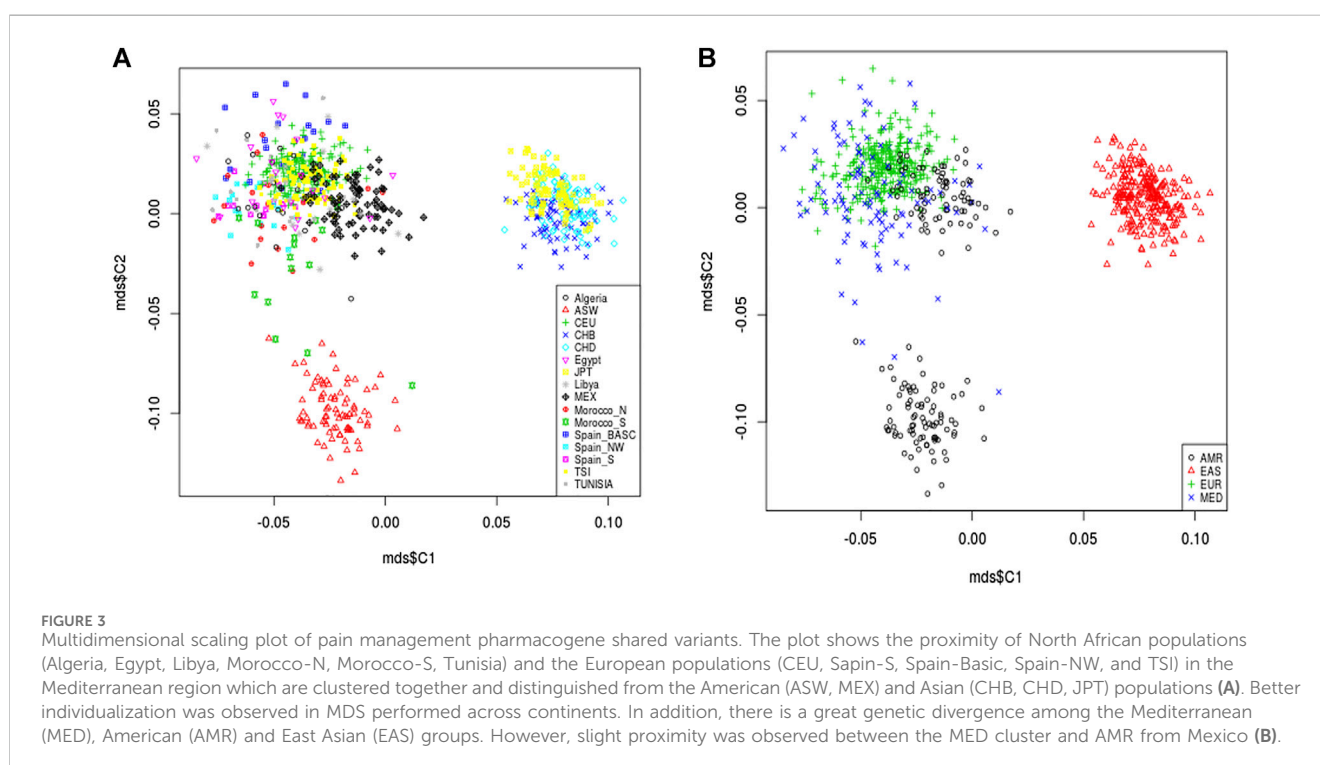 A
mds$C2
0.05
0.00
-0.05
-0.10
-0.05
0.00
0.05
0.10
mds$C1
Algeria
ASW
CEU
CHB
CHD
Egypt
JPT
Libya
MEX
Morocco_N
Morocco_S
Spain_BASC
Spain_NW
Spain_S
TSI
TUNISIA
B
mds$C2
0.05
0.00
-0.05
-0.10
-0.05
0.00
0.05
0.10
mds$C1
AMR
EAS
EUR
MED
FIGURE 3
Multidimensional scaling plot of pain management pharmacogene shared variants. The plot shows the proximity of North African populations
(Algeria, Egypt, Libya, Morocco-N, Morocco-S, Tunisia) and the European populations (CEU, Sapin-S, Spain-Basic, Spain-NW, and TSI) in the
Mediterranean region which are clustered together and distinguished from the American (ASW, MEX) and Asian (CHB, CHD, JPT) populations (A). Better
individualization was observed in MDS performed across continents. In addition, there is a great genetic divergence among the Mediterranean
(MED), American (AMR) and East Asian (EAS) groups. However, slight proximity was observed between the MED cluster and AMR from Mexico (B).